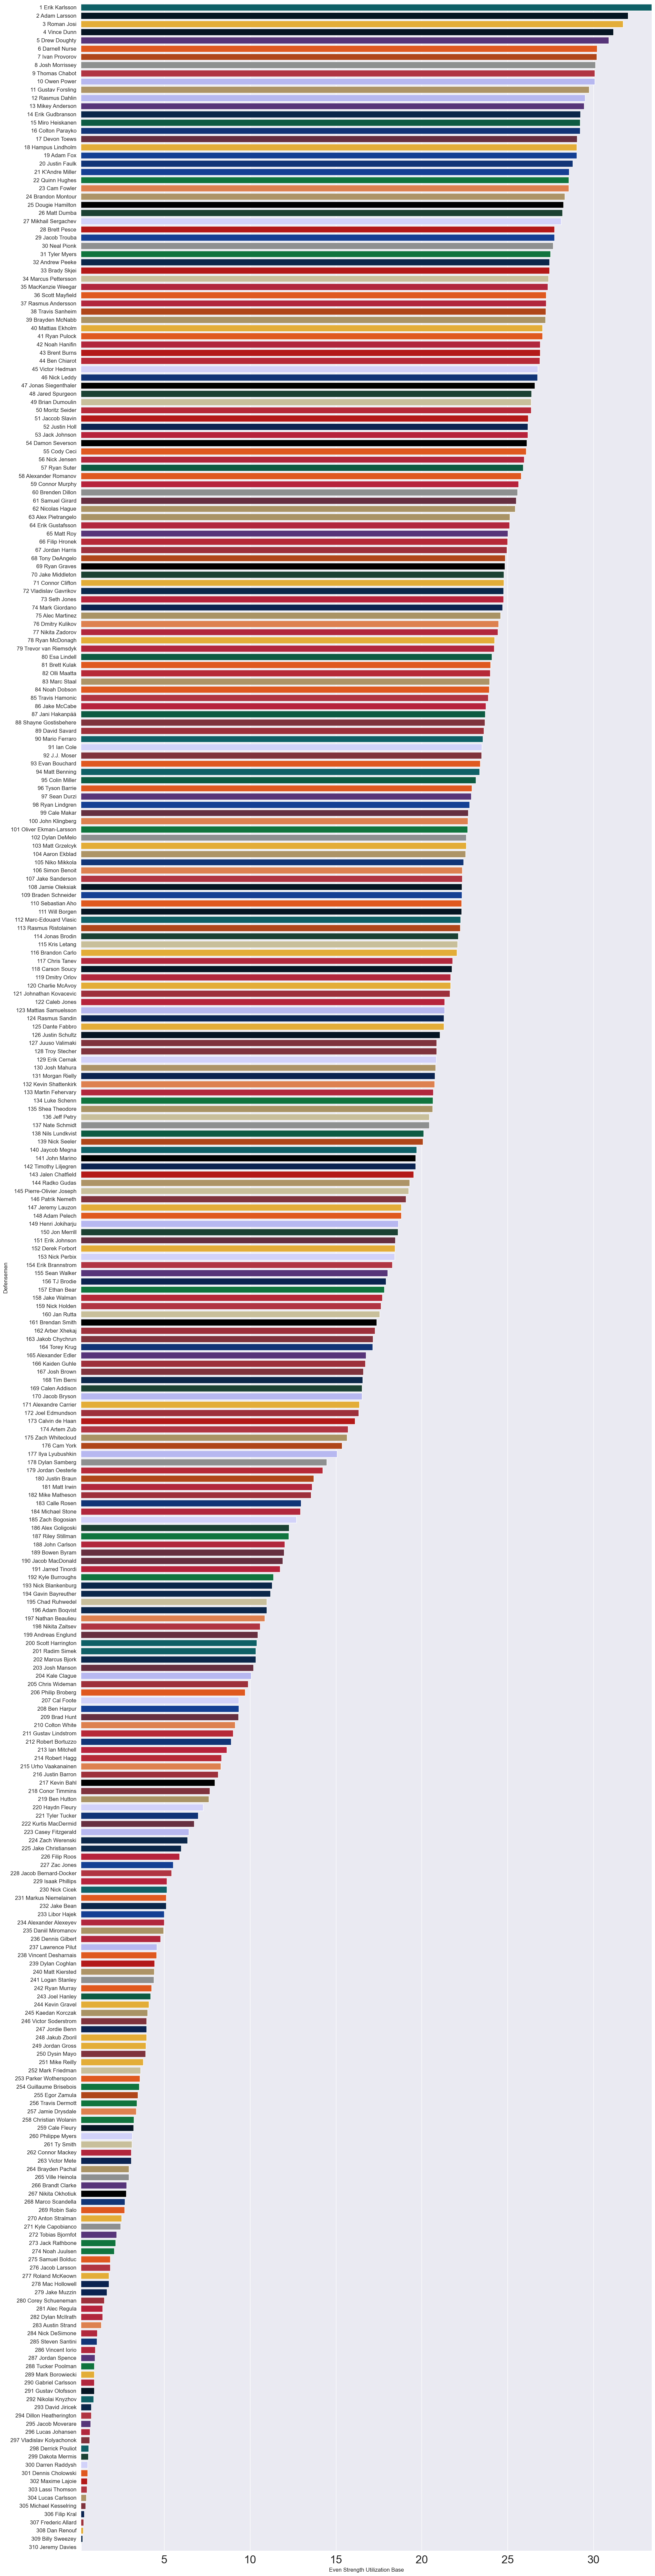 1 Erik Karlsson
2 Adam Larsson
3 Roman Josi
4 Vince Dunn
5 Drew Doughty
6 Darnell Nurse
7 Ivan Provorov
8 Josh Morrissey
9 Thomas Chabot
10 Owen Power
11 Gustav Forsling
12 Rasmus Dahlin
13 Mikey Anderson
14 Erik Gudbranson
15 Miro Heiskanen
16 Colton Parayko
17 Devon Toews
18 Hampus Lindholm
19 Adam Fox
20 Justin Faulk
21 K'Andre Miller
22 Quinn Hughes
23 Cam Fowler
24 Brandon Montour
25 Dougie Hamilton
26 Matt Dumba
27 Mikhail Sergachev
28 Brett Pesce
29 Jacob Trouba
30 Neal Pionk
31 Tyler Myers
32 Andrew Peeke
33 Brady Skjei
34 Marcus Pettersson
35 MacKenzie Weegar
36 Scott Mayfield
37 Rasmus Andersson
38 Travis Sanheim
39 Brayden McNabb
40 Mattias Ekholm
41 Ryan Pulock
42 Noah Hanifin
43 Brent Burns
44 Ben Chiarot
45 Victor Hedman
46 Nick Leddy
47 Jonas Siegenthaler
48 Jared Spurgeon
49 Brian Dumoulin
50 Moritz Seider
51 Jaccob Slavin
52 Justin Holl
53 Jack Johnson
54 Damon Severson
55 Cody Ceci
56 Nick Jensen
57 Ryan Suter
58 Alexander Romanov
59 Connor Murphy
60 Brenden Dillon
61 Samuel Girard
62 Nicolas Hague
63 Alex Pietrangelo
64 Erik Gustafsson
65 Matt Roy
66 Filip Hronek
67 Jordan Harris
68 Tony DeAngelo
69 Ryan Graves
70 Jake Middleton
71 Connor Clifton
72 Vladislav Gavrikov
73 Seth Jones
74 Mark Giordano
75 Alec Martinez
76 Dmitry Kulikov
77 Nikita Zadorov
78 Ryan McDonagh
79 Trevor van Riemsdyk
80 Esa Lindell
81 Brett Kulak
82 Olli Maatta
83 Marc Staal
84 Noah Dobson
85 Travis Hamonic
86 Jake McCabe
87 Jani Hakanpää
88 Shayne Gostisbehere
89 David Savard
90 Mario Ferraro
91 Ian Cole
92 J.J. Moser
93 Evan Bouchard
94 Matt Benning
95 Colin Miller
96 Tyson Barrie
97 Sean Durzi
98 Ryan Lindgren
99 Cale Makar
100 John Klingberg
101 Oliver Ekman-Larsson
102 Dylan DeMelo
103 Matt Grzelcyk
104 Aaron Ekblad
105 Niko Mikkola
106 Simon Benoit
107 Jake Sanderson
108 Jamie Oleksiak
109 Braden Schneider
110 Sebastian Aho
111 Will Borgen
112 Marc-Edouard Vlasic
113 Rasmus Ristolainen
114 Jonas Brodin
115 Kris Letang
116 Brandon Carlo
117 Chris Tanev
118 Carson Soucy
119 Dmitry Orlov
120 Charlie McAvoy
121 Johnathan Kovacevic
122 Caleb Jones
123 Mattias Samuelsson
124 Rasmus Sandin
125 Dante Fabbro
126 Justin Schultz
127 Juuso Valimaki
128 Troy Stecher
129 Erik Cernak
130 Josh Mahura
131 Morgan Rielly
132 Kevin Shattenkirk
133 Martin Fehervary
134 Luke Schenn
135 Shea Theodore
136 Jeff Petry
137 Nate Schmidt
138 Nils Lundkvist
139 Nick Seeler
140 Jaycob Megna
141 John Marino
142 Timothy Liljegren
143 Jalen Chatfield
144 Radko Gudas
145 Pierre-Olivier Joseph
146 Patrik Nemeth
147 Jeremy Lauzon
148 Adam Pelech
149 Henri Jokiharju
150 Jon Merrill
151 Erik Johnson
152 Derek Forbort
153 Nick Perbix
154 Erik Brannstrom
155 Sean Walker
156 TJ Brodie
157 Ethan Bear
158 Jake Walman
159 Nick Holden
160 Jan Rutta
161 Brendan Smith
162 Arber Xhekaj
163 Jakob Chychrun
164 Torey Krug
165 Alexander Edler
166 Kaiden Guhle
167 Josh Brown
168 Tim Berni
169 Calen Addison
170 Jacob Bryson
171 Alexandre Carrier
172 Joel Edmundson
173 Calvin de Haan
174 Artem Zub
175 Zach Whitecloud
176 Cam York
177 Ilya Lyubushkin
178 Dylan Samberg
179 Jordan Oesterle
180 Justin Braun
181 Matt Irwin
182 Mike Matheson
183 Calle Rosen
184 Michael Stone
185 Zach Bogosian
186 Alex Goligoski
187 Riley Stillman
188 John Carlson
189 Bowen Byram
190 Jacob MacDonald
191 Jarred Tinordi
192 Kyle Burroughs
193 Nick Blankenburg
194 Gavin Bayreuther
195 Chad Ruhwedel
196 Adam Boqvist
197 Nathan Beaulieu
198 Nikita Zaitsev
199 Andreas Englund
200 Scott Harrington
201 Radim Simek
202 Marcus Bjork
203 Josh Manson
204 Kale Clague
205 Chris Wideman
206 Philip Broberg
207 Cal Foote
208 Ben Harpur
209 Brad Hunt
210 Colton White
211 Gustav Lindstrom
212 Robert Bortuzzo
213 Ian Mitchell
214 Robert Hagg
215 Urho Vaakanainen
216 Justin Barron
217 Kevin Bahl
218 Conor Timmins
219 Ben Hutton
220 Haydn Fleury
221 Tyler Tucker
222 Kurtis MacDermid
223 Casey Fitzgerald
224 Zach Werenski
225 Jake Christiansen
226 Filip Roos
227 Zac Jones
228 Jacob Bernard-Docker
229 Isaak Phillips
230 Nick Cicek
231 Markus Niemelainen
232 Jake Bean
233 Libor Hajek
234 Alexander Alexeyev
235 Daniil Miromanov
236 Dennis Gilbert
237 Lawrence Pilut
238 Vincent Desharnais
239 Dylan Coghlan
240 Matt Kiersted
241 Logan Stanley
242 Ryan Murray
243 Joel Hanley
244 Kevin Gravel
245 Kaedan Korczak
246 Victor Soderstrom
247 Jordie Benn
248 Jakub Zboril
249 Jordan Gross
250 Dysin Mayo
251 Mike Reilly
252 Mark Friedman
253 Parker Wotherspoon
254 Guillaume Brisebois
255 Egor Zamula
256 Travis Dermott
257 Jamie Drysdale
258 Christian Wolanin
259 Cale Fleury
260 Philippe Myers
261 Ty Smith
262 Connor Mackey
263 Victor Mete
264 Brayden Pachal
265 Ville Heinola
266 Brandt Clarke
267 Nikita Okhotiuk
268 Marco Scandella
269 Robin Salo
270 Anton Stralman
271 Kyle Capobianco
272 Tobias Bjornfot
273 Jack Rathbone
274 Noah Juulsen
275 Samuel Bolduc
276 Jacob Larsson
277 Roland McKeown
278 Mac Hollowell
279 Jake Muzzin
280 Corey Schueneman
281 Alec Regula
282 Dylan McIlrath
283 Austin Strand
284 Nick DeSimone
285 Steven Santini
286 Vincent Iorio
287 Jordan Spence
288 Tucker Poolman
289 Mark Borowiecki
290 Gabriel Carlsson
291 Gustav Olofsson
292 Nikolai Knyzhov
293 David Jiricek
294 Dillon Heatherington
295 Jacob Moverare
296 Lucas Johansen
297 Vladislav Kolyachonok
298 Derrick Pouliot
299 Dakota Mermis
300 Darren Raddysh
301 Dennis Cholowski
302 Maxime Lajoie
303 Lassi Thomson
304 Lucas Carlsson
305 Michael Kesselring
306 Filip Kral
307 Frederic Allard
308 Dan Renouf
309 Billy Sweezey
310 Jeremy Davies
Defensemen
5 10 15 20 25 30
Even Strength Utilization Base